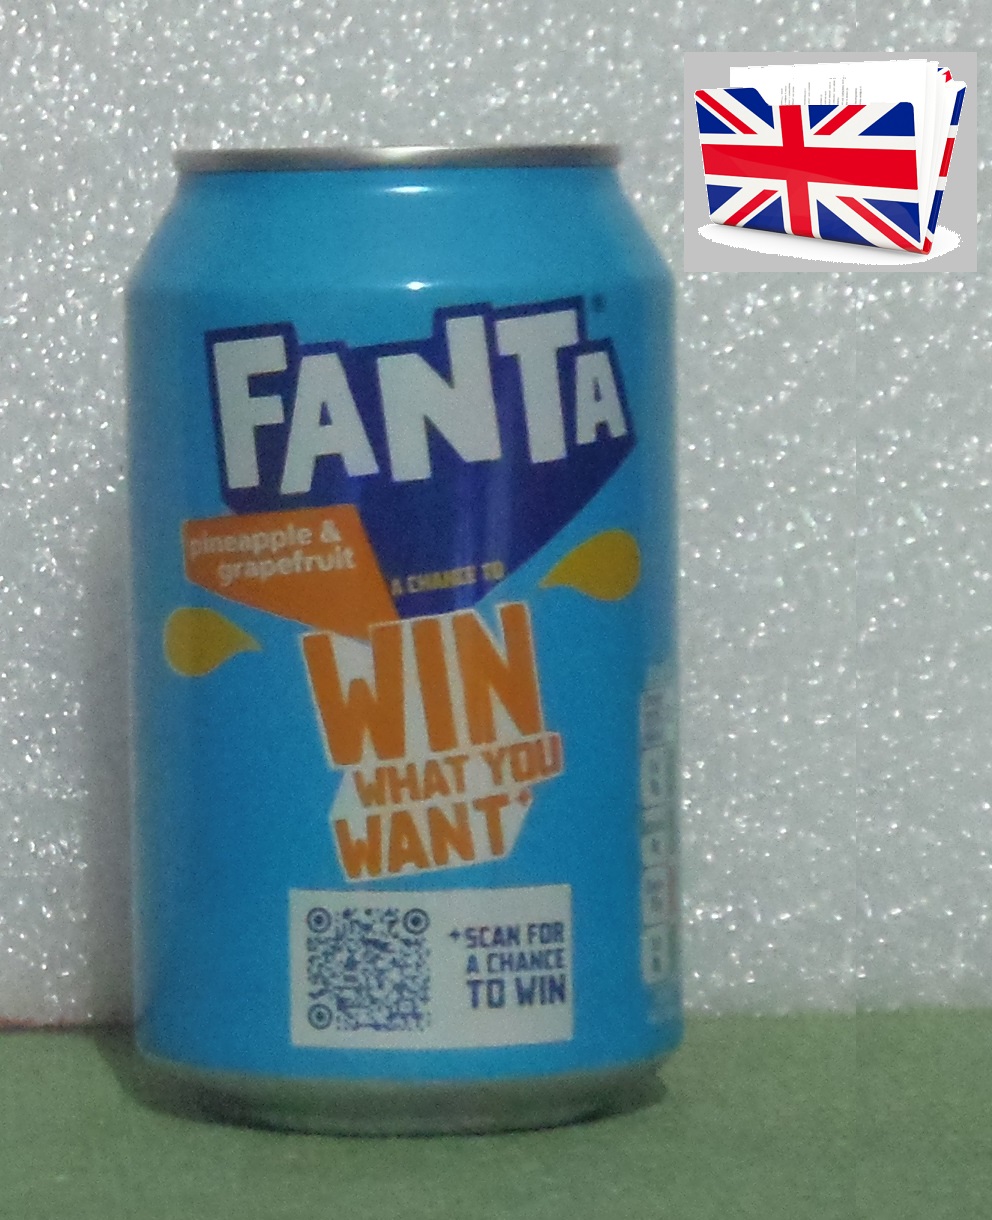 FANTA
pineapple &
grapefruit
A CHANCE TO
WIN
WHAT YOU
WANT+
+SCAN FOR
A CHANCE
TO WIN